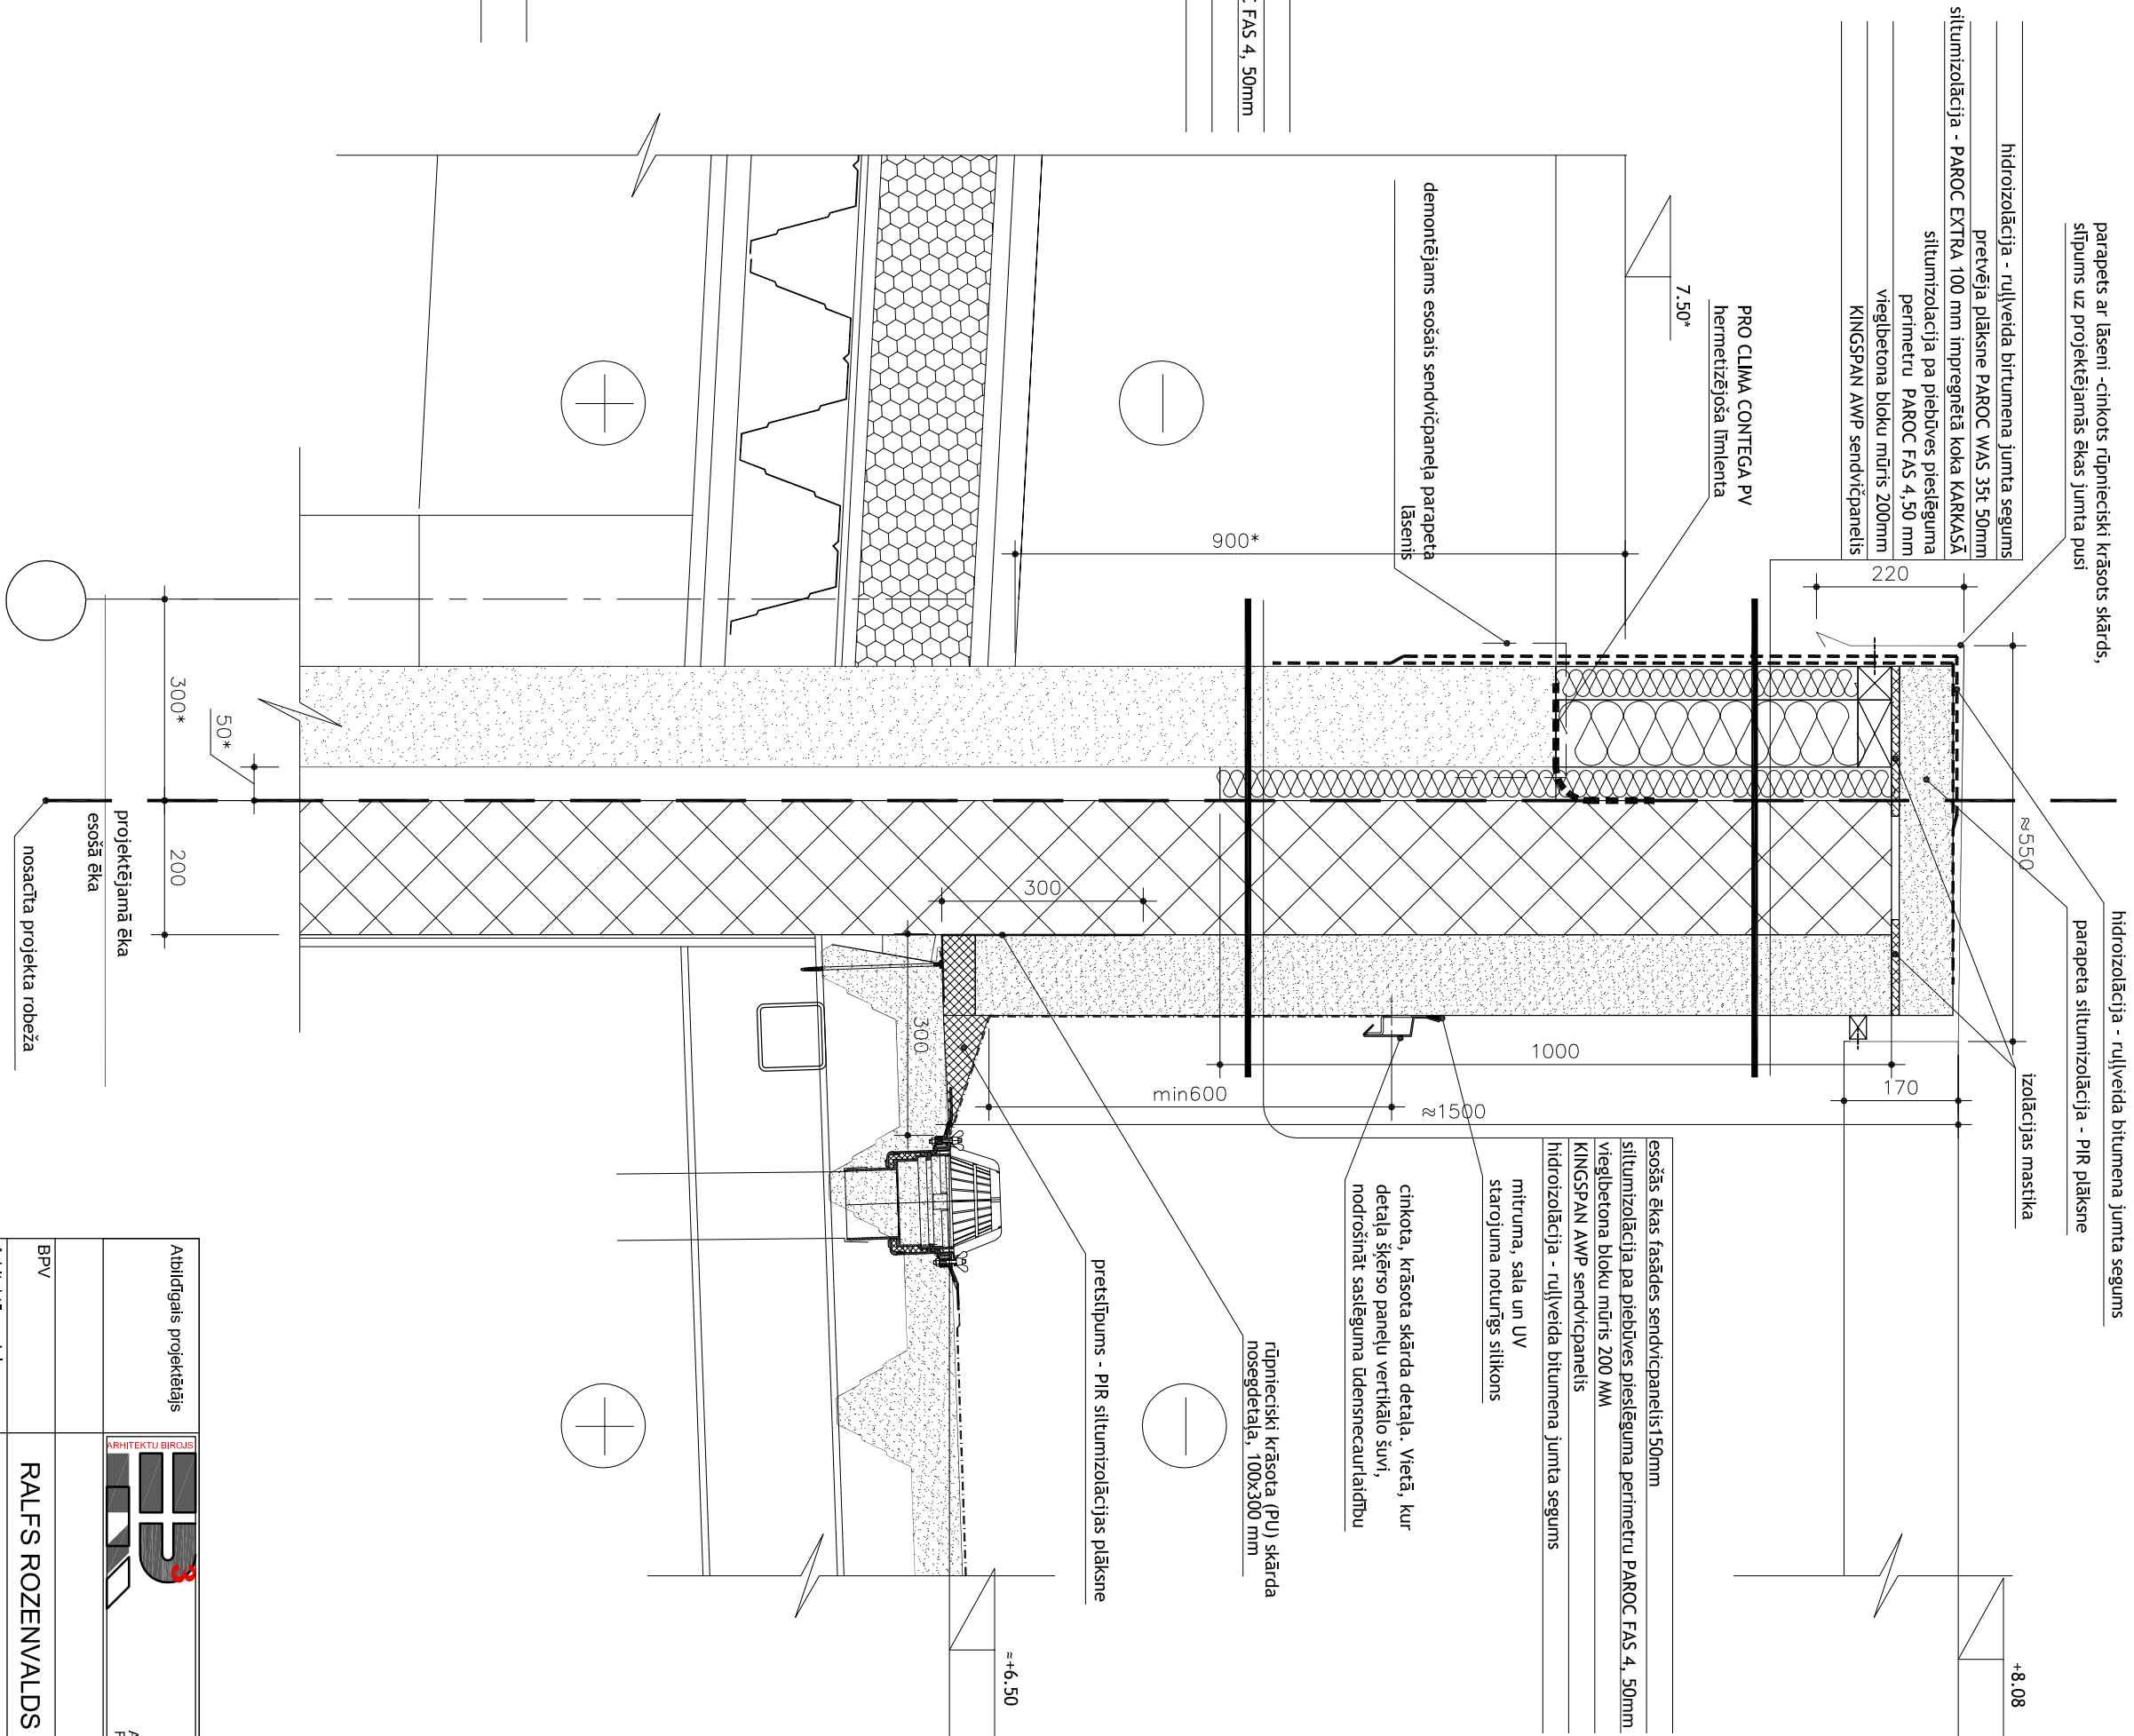 hidroizolācija - ruļļveida bitumena jumta segums
parapeta siltumizolācija - PIR plāksne
izolācijas mastika
parapets ar lāseni -cinkots rūpnieciski krāsots skārds,
slīpums uz projektējamās ēkas jumta pusi
hidroizolācija - ruļļveida birtumena jumta segums
pretvēja plāksne PAROC WAS 35t 50mm
siltumizolācija - PAROC EXTRA 100 mm impregnētā koka KARKASĀ
siltumizolacija pa piebūves pieslēguma
perimetru PAROC FAS 4,50 mm
vieglbetona bloku mūris 200mm
KINGSPAN AWP sendvičpanelis
220
≈550
170
+8.08
7.50*
PRO CLIMA CONTEGA PV
hermetizējoša līmlenta
demontējams esošais sendvičpaneļa parapeta
lāsenis
900*
1000
min600
≈1500
esošās ēkas fasādes sendvicpanelis150mm
siltumizolācija pa piebūves pieslēguma perimetru PAROC FAS 4, 50mm
vieglbetona bloku mūris 200 MM
KINGSPAN AWP sendvicpanelis
hidroizolācija - ruļļveida bitumena jumta segums
mitruma, sala un UV
starojuma noturīgs silikons
cinkota, krāsota skārda detaļa. Vietā, kur
detaļa šķērso paneļu vertikālo šuvi,
nodrošināt saslēguma ūdensnecaurlaidību
FAS 4, 50mm
rūpnieciski krāsota (PU) skārda
nosegdetaļa, 100x300 mm
pretslīpums - PIR siltumizolācijas plāksne
≈+6.50
300
300
300*
200
50*
projektējamā ēka
esošā ēka
nosacīta projekta robeža
Atbildīgais projektētājs
ARHITEKTU BIROJS
3
BPV
RALFS ROZENVALDS